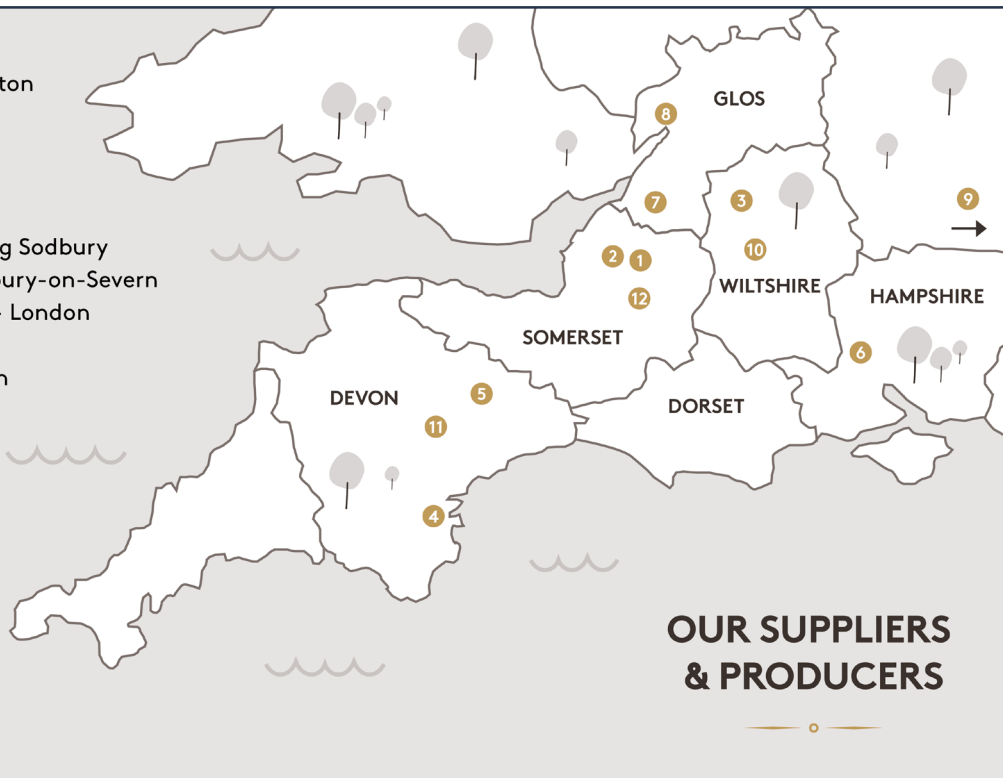 ton
g Sodbury
bury-on-Severn
- London
n
GLOS
8
7
3
9
10
2
1
12
WILTSHIRE
HAMPSHIRE
SOMERSET
6
DEVON
5
DORSET
11
4
OUR SUPPLIERS
& PRODUCERS